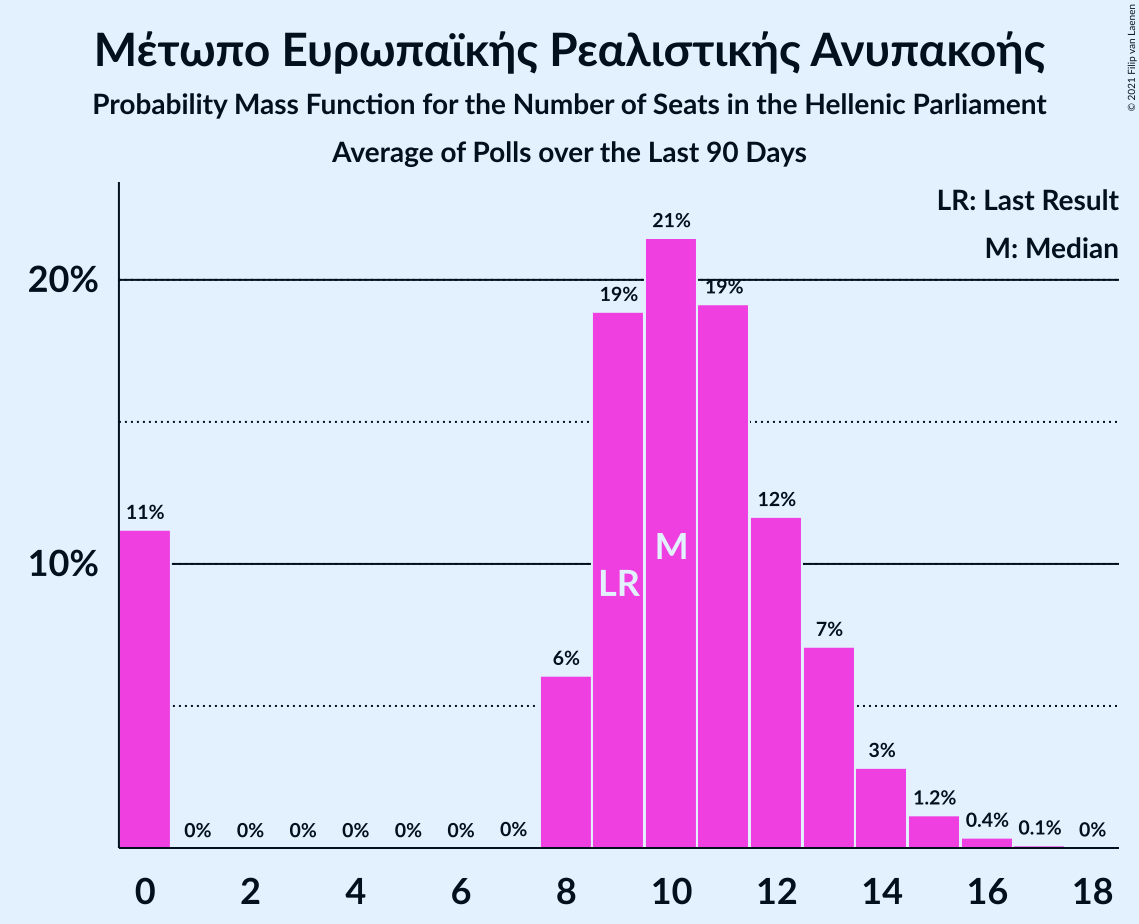 Μέτωπο Ευρωπαϊκής Ρεαλιστικής Ανυπακοής
Probability Mass Function for the Number of Seats in the Hellenic Parliament
Average of Polls over the Last 90 Days
© 2021 Filip van Laenen
LR: Last Result
M: Median
20%
10%
11%
0%
0%
0%
0%
0%
0%
0%
6%
19%
21%
19%
12%
7%
3%
1.2%
0.4%
0.1%
0%
LR
M
0 2 4 6 8 10 12 14 16 18